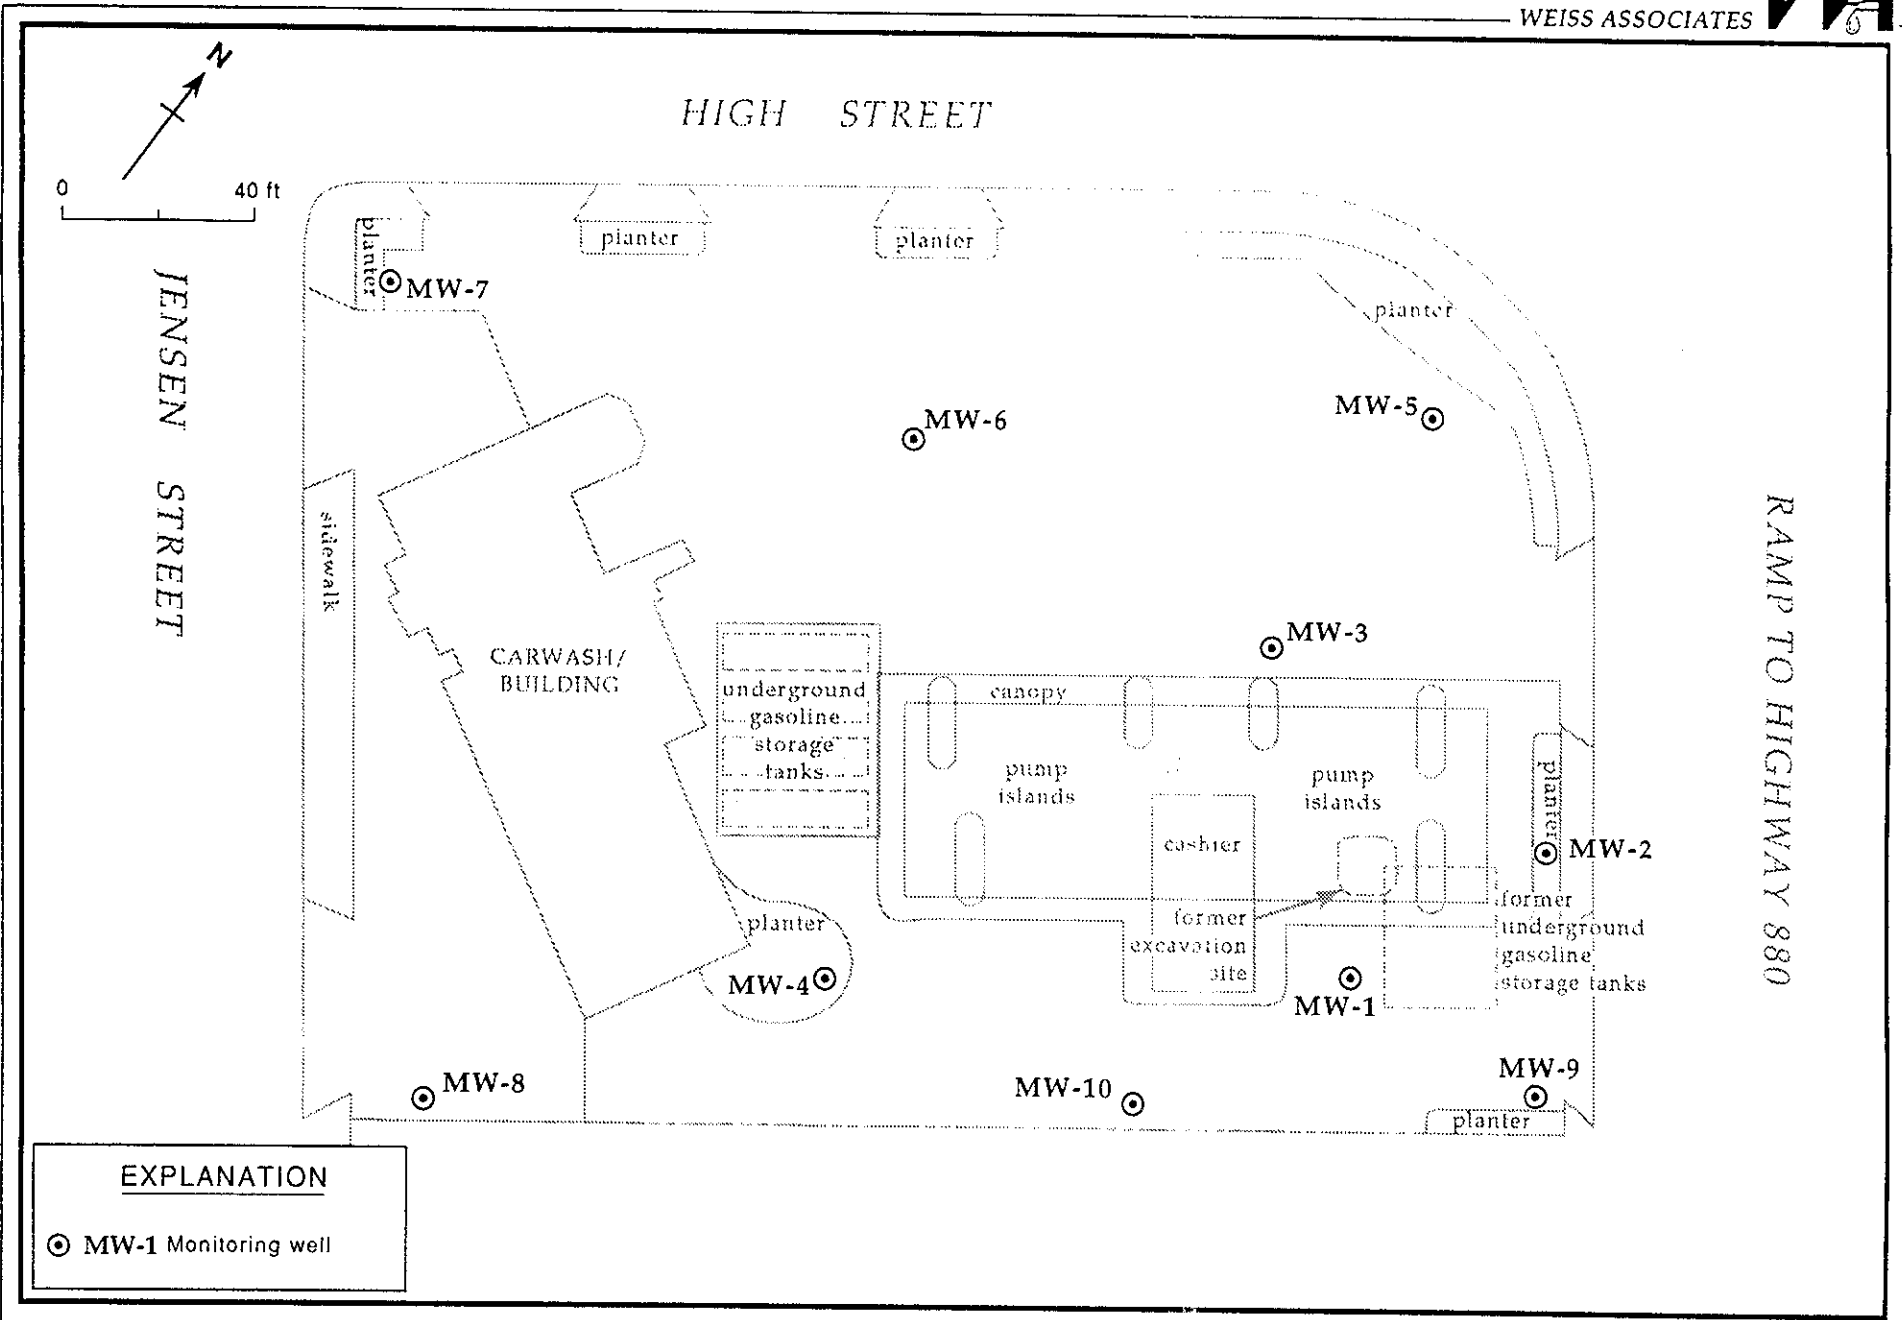 WEISS ASSOCIATES
N
0 40 ft
HIGH STREET
JENSEN STREET
RAMP TO HIGHWAY 880
planter
MW-7
planter
planter
planter
MW-6
MW-5
sidewalk
CARWASH/
BUILDING
underground
gasoline
storage
tanks
MW-3
canopy
pump
islands
pump
islands
cashier
planter
MW-2
former
excavation
former
underground
gasoline
storage tanks
planter
MW-4
MW-1
MW-8
MW-10
MW-9
planter
EXPLANATION
MW-1 Monitoring well